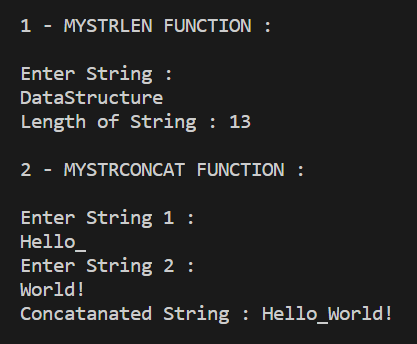 1 - MYSTRLEN FUNCTION :
Enter String :
DataStructure
Length of String : 13
2 - MYSTRCONCAT FUNCTION :
Enter String 1 :
Hello_
Enter String 2 :
World!
Concatanated String : Hello_World!